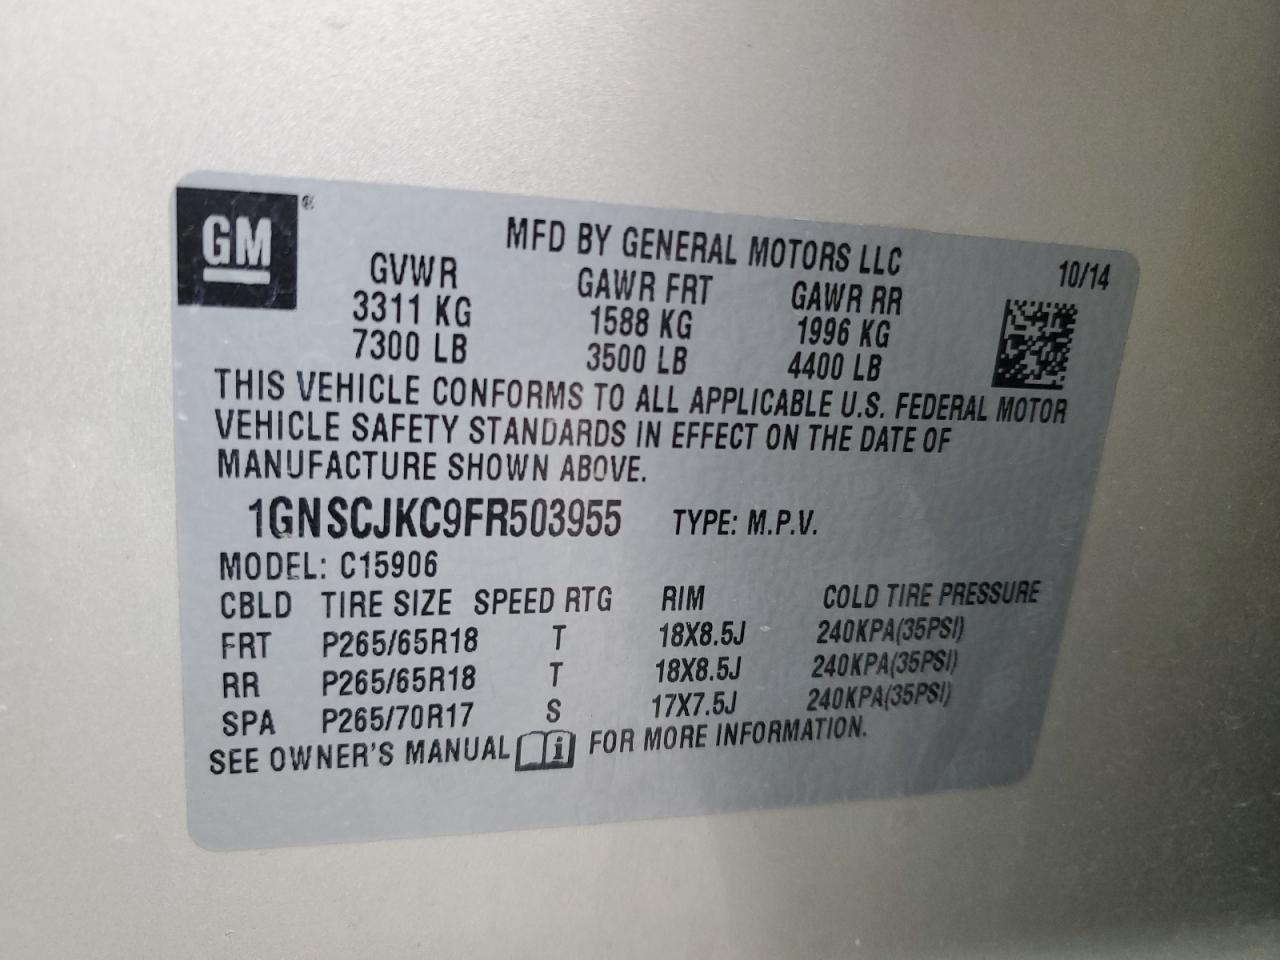 GM®
MFD BY GENERAL MOTORS LLC
10/14
GVWR GAWR FRT GAWR RR
3311 KG 1588 KG 1996 KG
7300 LB 3500 LB 4400 LB
THIS VEHICLE CONFORMS TO ALL APPLICABLE U.S. FEDERAL MOTOR
VEHICLE SAFETY STANDARDS IN EFFECT ON THE DATE OF
MANUFACTURE SHOWN ABOVE.
1GNSCJKC9FR503955 TYPE: M.P.V.
MODEL: C15906
CBLD TIRE SIZE SPEED RTG RIM COLD TIRE PRESSURE
FRT P265/65R18 T 18X8.5J 240KPA(35PSI)
RR P265/65R18 T 18X8.5J 240KPA(35PSI)
SPA P265/70R17 S 17X7.5J 240KPA(35PSI)
SEE OWNER'S MANUAL i FOR MORE INFORMATION.